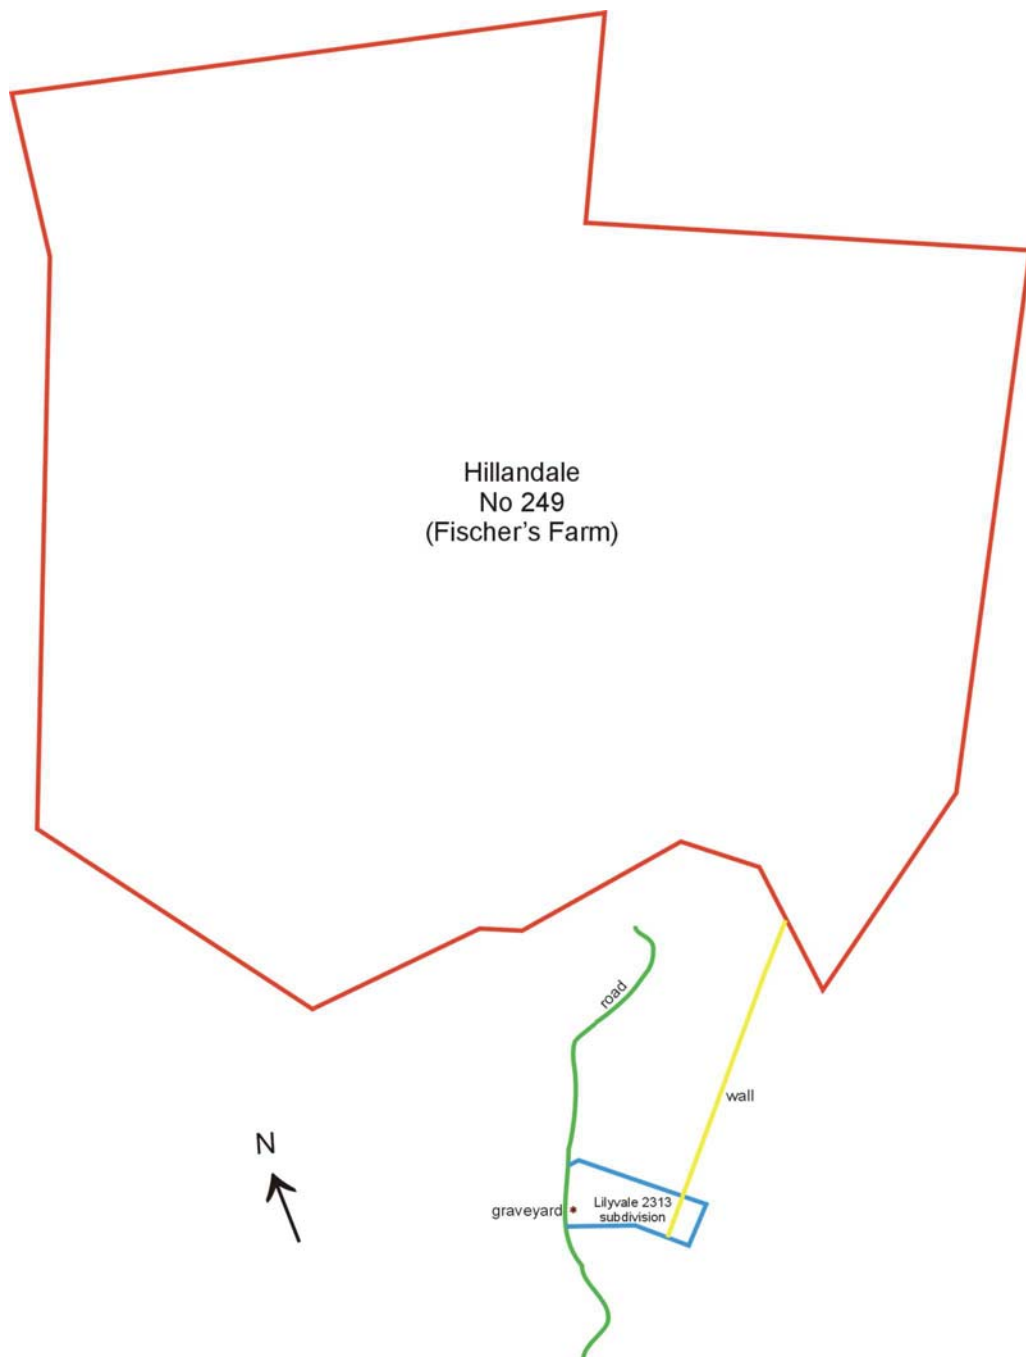 Hillandale
No 249
(Fischer's Farm)
road
wall
N
Lilyvale 2313
subdivision
graveyard